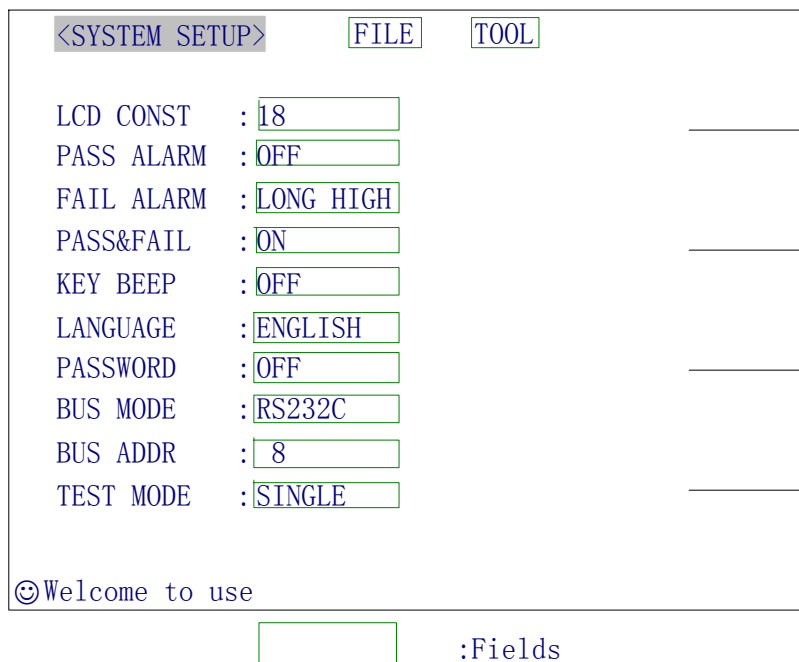 <SYSTEM SETUP> FILE TOOL
LCD CONST : 18
PASS ALARM : OFF
FAIL ALARM : LONG HIGH
PASS&FAIL : ON
KEY BEEP : OFF
LANGUAGE : ENGLISH
PASSWORD : OFF
BUS MODE : RS232C
BUS ADDR : 8
TEST MODE : SINGLE
☺Welcome to use
:Fields